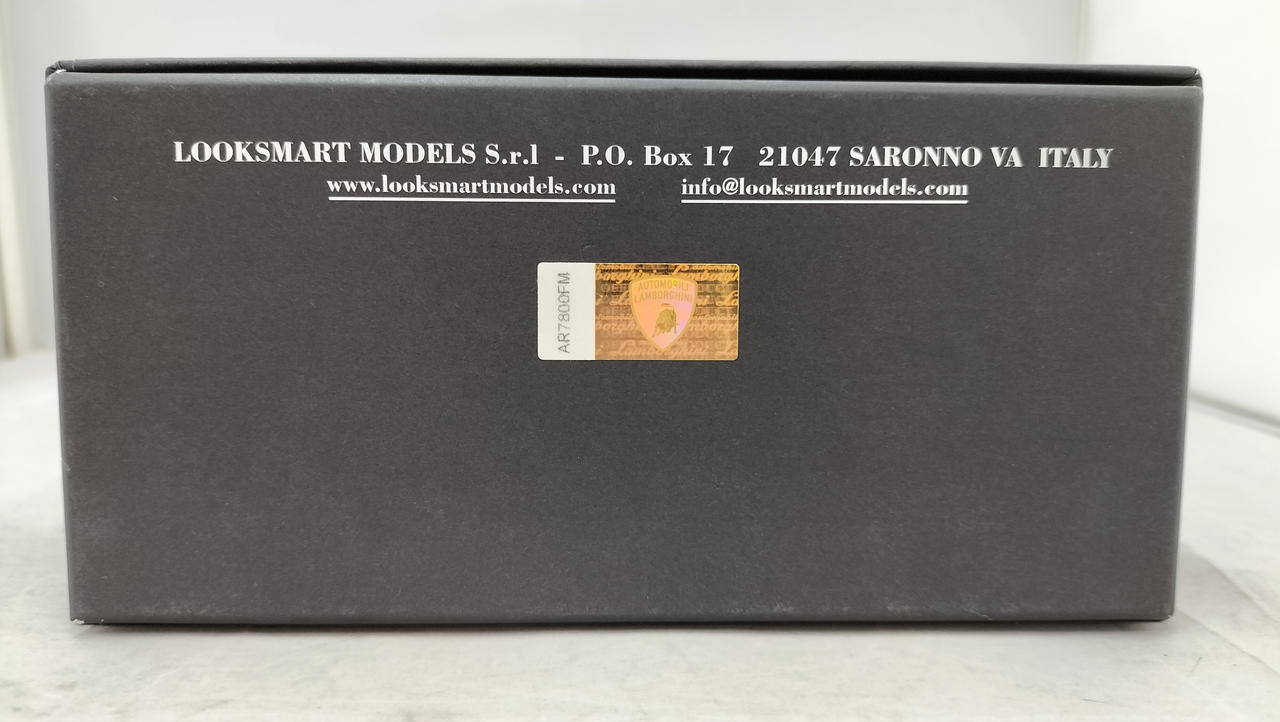 LOOKSMART MODELS S.r.l - P.O. Box 17 21047 SARONNO VA ITALY
www.looksmartmodels.com info@looksmartmodels.com
AR7800FM
AUTOMOBILI
LAMBORGHINI